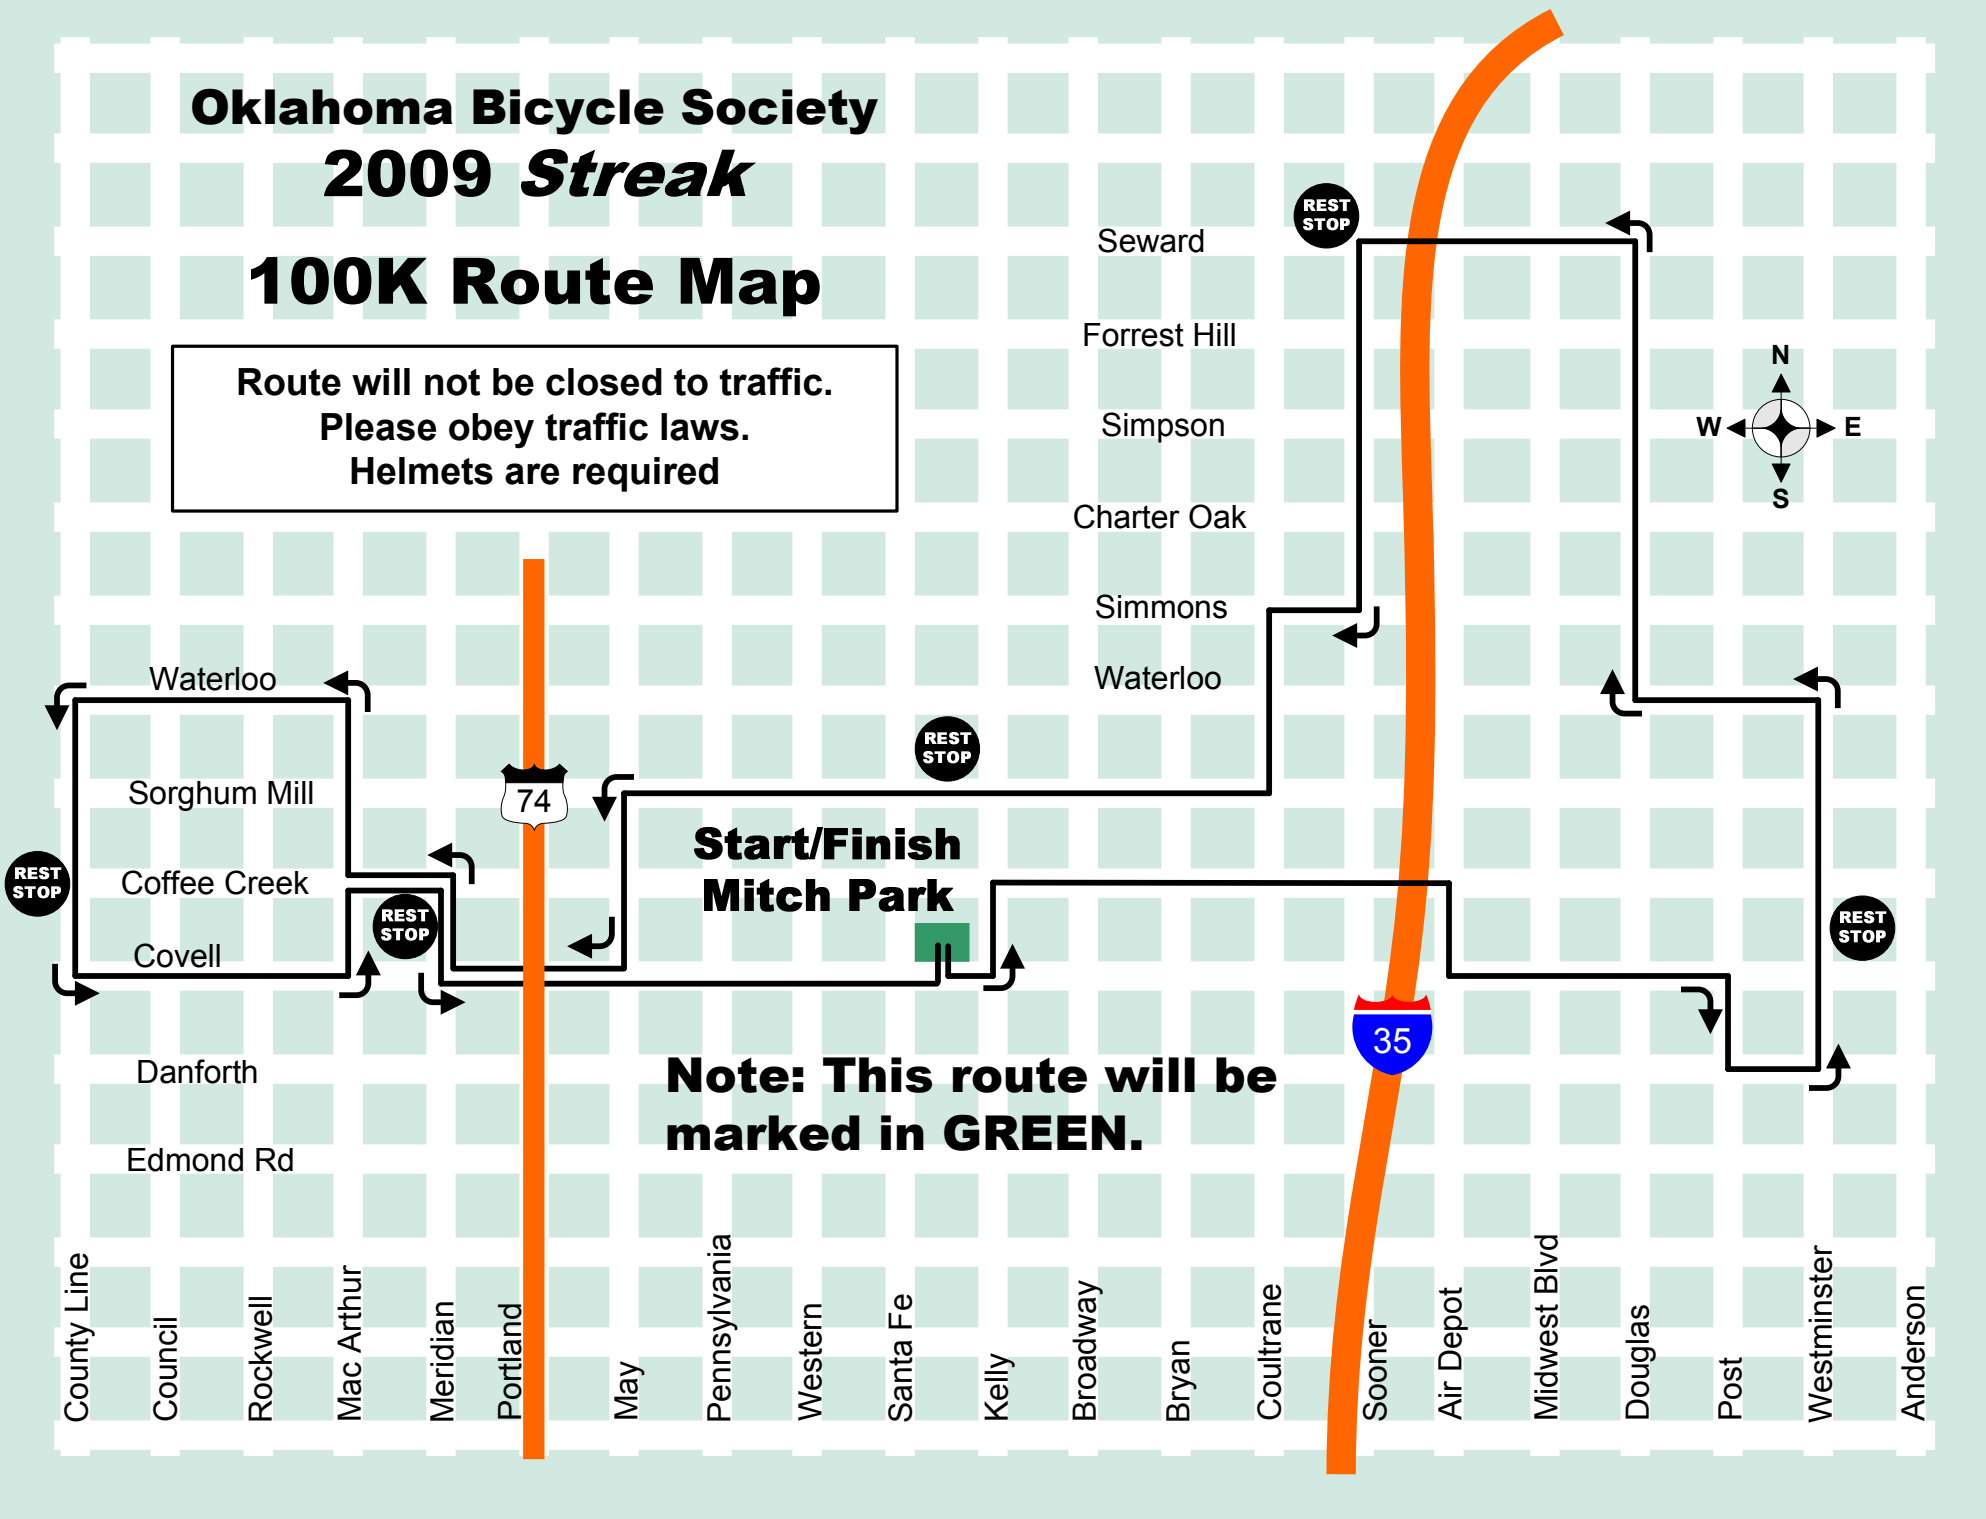 Oklahoma Bicycle Society
2009 Streak
100K Route Map
Route will not be closed to traffic.
Please obey traffic laws.
Helmets are required
REST
STOP
Seward
Forrest Hill
Simpson
Charter Oak
Simmons
Waterloo
N
W
E
S
Waterloo
Sorghum Mill
Coffee Creek
Covell
Danforth
Edmond Rd
REST
STOP
REST
STOP
REST
STOP
REST
STOP
74
Start/Finish
Mitch Park
35
Note: This route will be
marked in GREEN.
County Line
Council
Rockwell
Mac Arthur
Meridian
Portland
May
Pennsylvania
Western
Santa Fe
Kelly
Broadway
Bryan
Coultrane
Sooner
Air Depot
Midwest Blvd
Douglas
Post
Westminster
Anderson